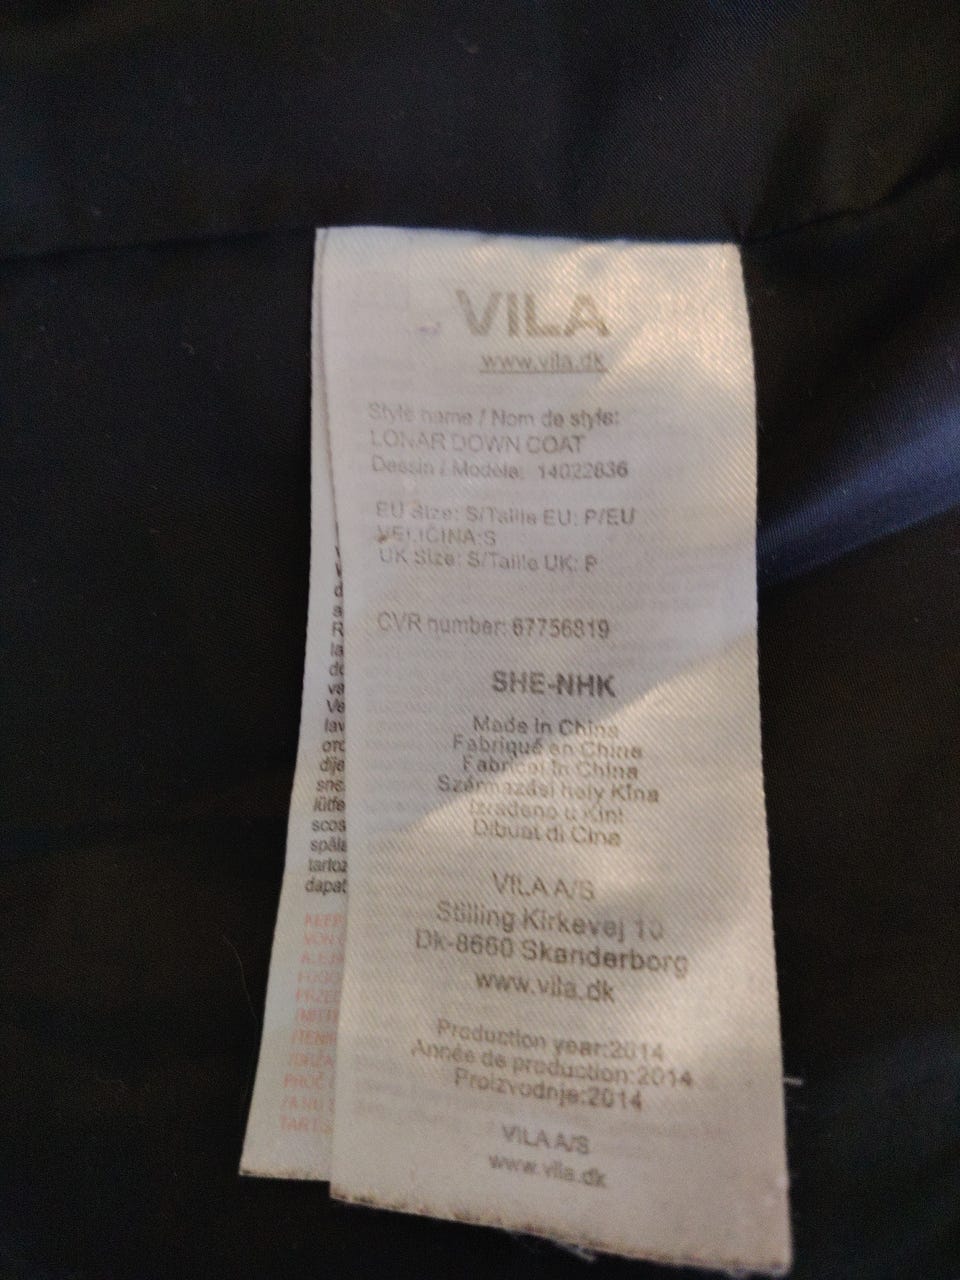 VILA
www.vila.dk
Style name / Nom de style:
LONAR DOWN COAT
Dessin / Modèle: 14022836
EU Size: S/Taille EU: P/EU
VELIČINA:S
UK Size: S/Taille UK: P
CVR number: 67756819
SHE-NHK
Made in China
Fabriqué en China
Fabricat în China
Származási hely Kína
Izrađeno u Kini
Dibuat di Cina
VILA A/S
Stilling Kirkevej 10
Dk-8660 Skanderborg
www.vila.dk
Production year:2014
Année de production:2014
Proizvodnje:2014
VILA A/S
www.vila.dk